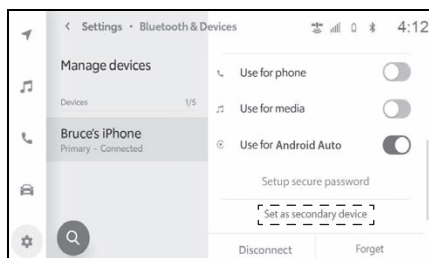 < Settings • Bluetooth & Devices
4:12
Manage devices
Devices 1/5
Bruce's iPhone
Primary - Connected
Use for phone
Use for media
Use for Android Auto
Setup secure password
Set as secondary device
Disconnect Forget